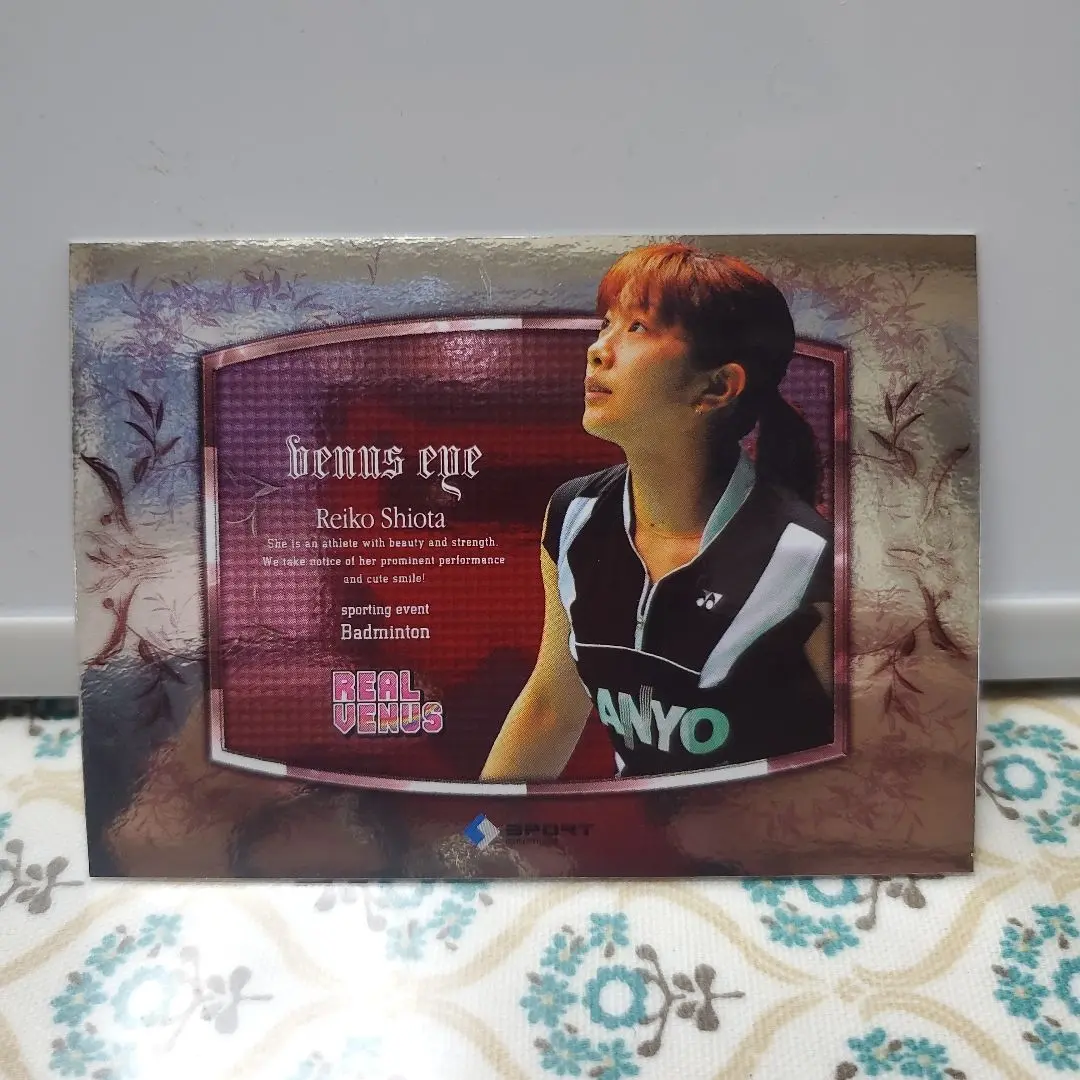 Venus eye
Reiko Shiota
She is an athlete with beauty and strength.
We take notice of her prominent performance
and cute smile!
sporting event
Badminton
REAL
VENUS
ANYO
SPORT